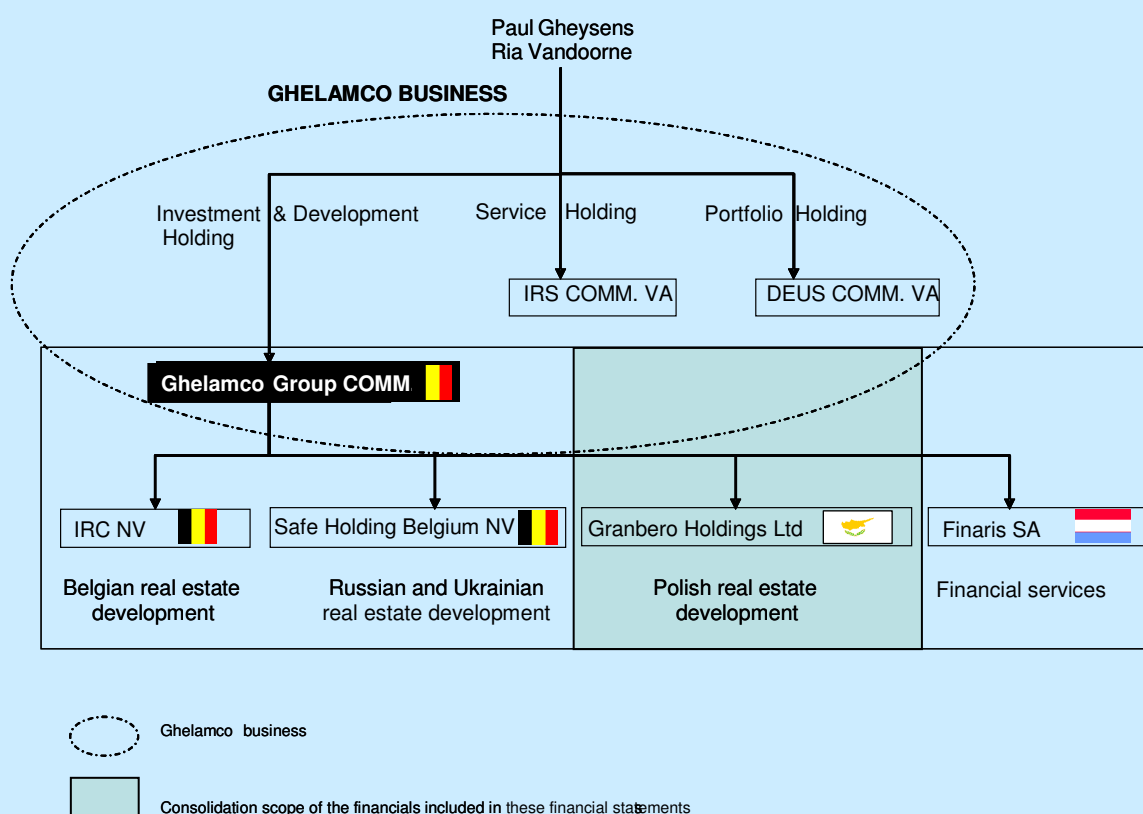 Paul Gheysens
Ria Vandoorne
GHELAMCO BUSINESS
Investment & Development
Holding
Service Holding
Portfolio Holding
IRS COMM. VA
DEUS COMM. VA
Ghelamco Group COMM.
IRC NV
Safe Holding Belgium NV
Granbero Holdings Ltd
Finaris SA
Belgian real estate
development
Russian and Ukrainian
real estate development
Polish real estate
development
Financial services
Ghelamco business
Consolidation scope of the financials included in these financial statements